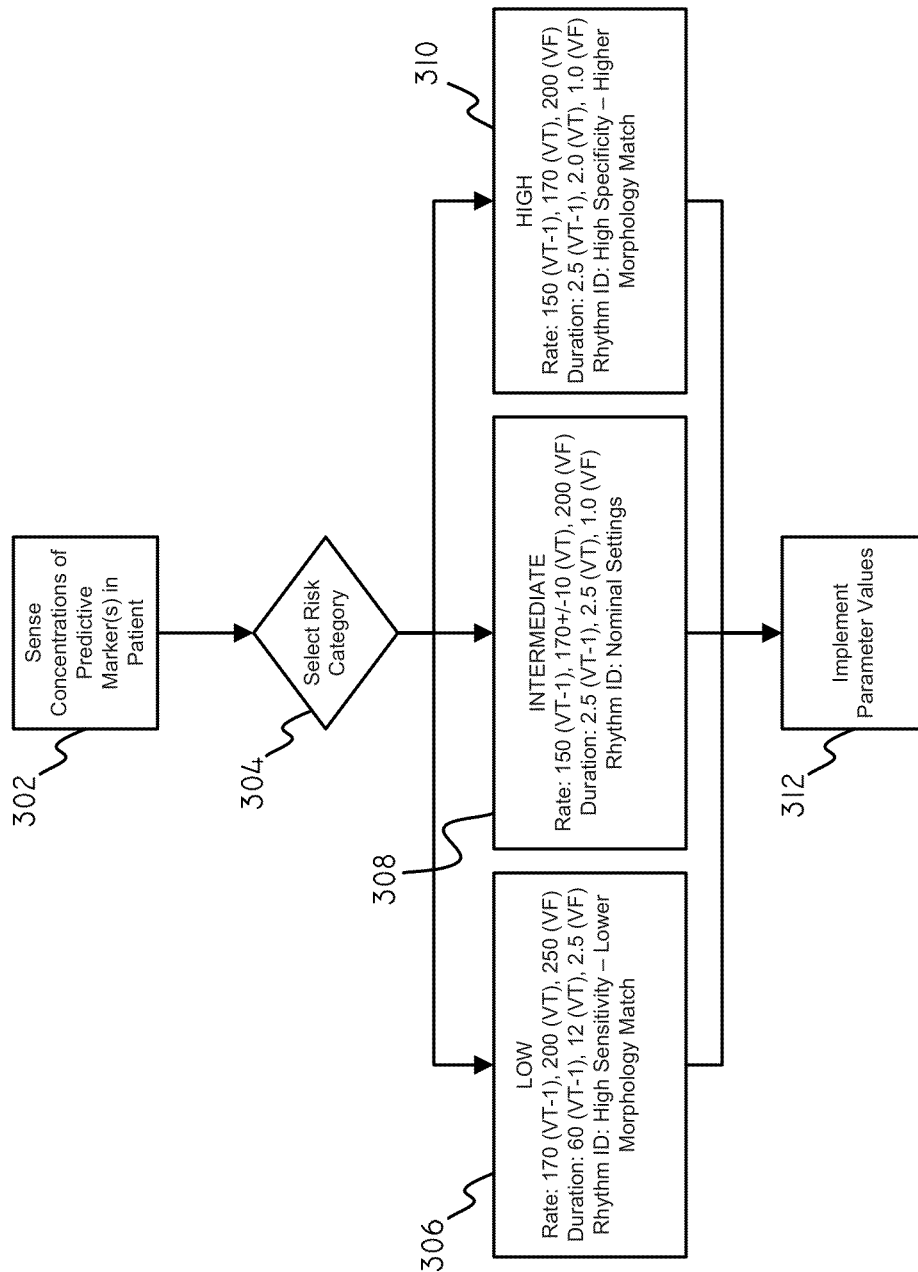 302
Sense
Concentrations of
Predictive
Marker(s) in
Patient
304
Select Risk
Category
306
LOW
Rate: 170 (VT-1), 200 (VT), 250 (VF)
Duration: 60 (VT-1), 12 (VT), 2.5 (VF)
Rhythm ID: High Sensitivity – Lower
Morphology Match
308
INTERMEDIATE
Rate: 150 (VT-1), 170+/-10 (VT), 200 (VF)
Duration: 2.5 (VT-1), 2.5 (VT), 1.0 (VF)
Rhythm ID: Nominal Settings
310
HIGH
Rate: 150 (VT-1), 170 (VT), 200 (VF)
Duration: 2.5 (VT-1), 2.0 (VT), 1.0 (VF)
Rhythm ID: High Specificity – Higher
Morphology Match
312
Implement
Parameter Values